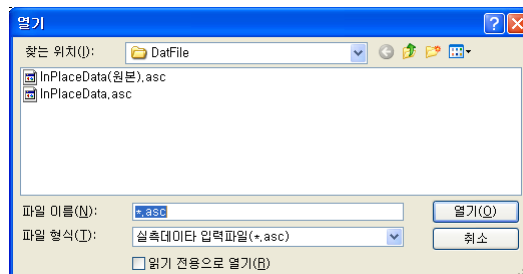 열기
찾는 위치(I): DatFile
InPlaceData(원본).asc
InPlaceData.asc
파일 이름(N): *.asc 열기(O)
파일 형식(T): 실측데이타 입력파일(*.asc) 취소
읽기 전용으로 열기(R)